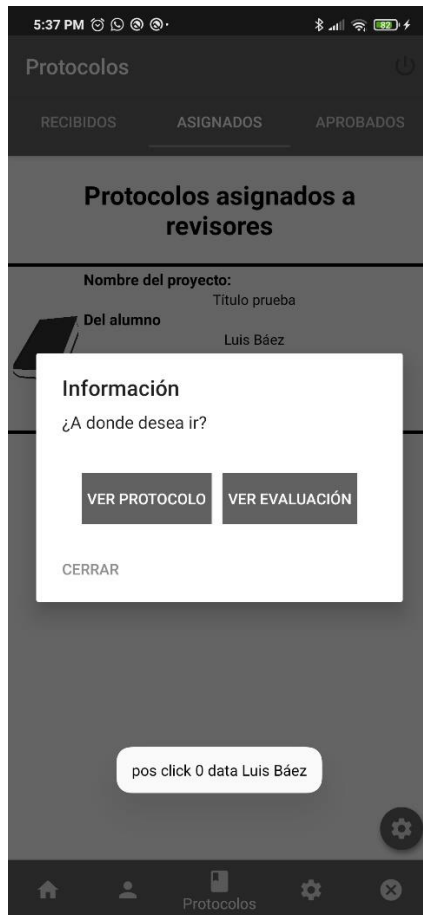 5:37 PM
82
Protocolos
RECIBIDOS ASIGNADOS APROBADOS
Protocolos asignados a
revisores
Nombre del proyecto:
Título prueba
Del alumno
Luis Báez
Información
¿A donde desea ir?
VER PROTOCOLO VER EVALUACIÓN
CERRAR
pos click 0 data Luis Báez
Protocolos